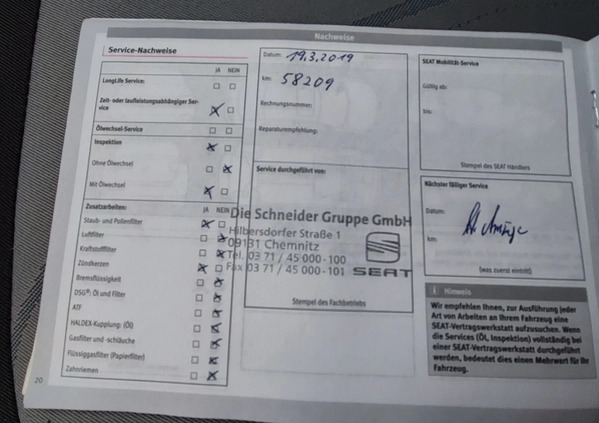 Nachweise
Service-Nachweise
JA NEIN
LongLife Service:
Zeit- oder laufleistungsabhängiger Ser-
vice
Ölwechsel-Service
Inspektion
Ohne Ölwechsel
Mit Ölwechsel
Zusatzarbeiten: JA NEIN
Staub- und Pollenfilter
Luftfilter
Kraftstofffilter
Zündkerzen
Bremsflüssigkeit
DSG®: Öl und Filter
ATF
HALDEX-Kupplung: (Öl)
Gasfilter und -schläuche
Flüssiggasfilter (Papierfilter)
Zahnriemen
20
Datum: 19.3.2019
km: 58209
Rechnungsnummer:
Reparaturempfehlung:
Service durchgeführt von:
Die Schneider Gruppe GmbH
Hilbersdorfer Straße 1
09131 Chemnitz
Tel. 03 71 / 45 000 - 100
Fax 03 71 / 45 000 - 101 SEAT
Stempel des Fachbetriebs
SEAT Mobilität-Service
Gültig ab:
bis:
Stempel des SEAT Händlers
Nächster fälliger Service
Datum:
km:
(was zuerst eintritt)
i Hinweis
Wir empfehlen Ihnen, zur Ausführung jeder
Art von Arbeiten an Ihrem Fahrzeug eine
SEAT-Vertragswerkstatt aufzusuchen. Wenn
die Services (Öl, Inspektion) vollständig bei
einer SEAT-Vertragswerkstatt durchgeführt
werden, bedeutet dies einen Mehrwert für Ihr
Fahrzeug.